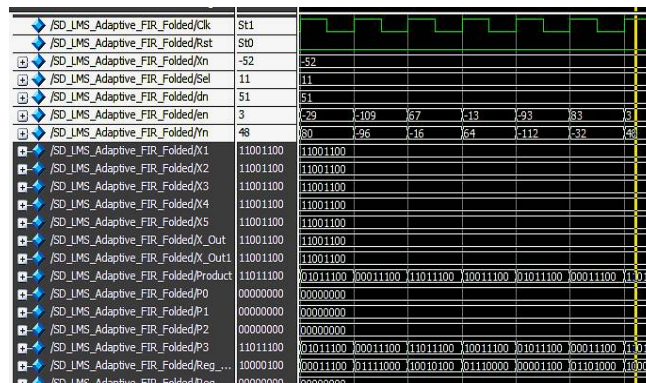 /SD_LMS_Adaptive_FIR_Folded/Clk St1
/SD_LMS_Adaptive_FIR_Folded/Rst St0
/SD_LMS_Adaptive_FIR_Folded/Xn -52 -52
/SD_LMS_Adaptive_FIR_Folded/Sel 11 11
/SD_LMS_Adaptive_FIR_Folded/dn 51 51
/SD_LMS_Adaptive_FIR_Folded/en 3 -29 -109 67 -13 -93 83 3
/SD_LMS_Adaptive_FIR_Folded/Yn 48 80 -96 -16 64 -112 -32 48
/SD_LMS_Adaptive_FIR_Folded/X1 11001100 11001100
/SD_LMS_Adaptive_FIR_Folded/X2 11001100 11001100
/SD_LMS_Adaptive_FIR_Folded/X3 11001100 11001100
/SD_LMS_Adaptive_FIR_Folded/X4 11001100 11001100
/SD_LMS_Adaptive_FIR_Folded/X5 11001100 11001100
/SD_LMS_Adaptive_FIR_Folded/X_Out 11001100 11001100
/SD_LMS_Adaptive_FIR_Folded/X_Out1 11001100 11001100
/SD_LMS_Adaptive_FIR_Folded/Product 11011100 01011100 00011100 11011100 10011100 01011100 00011100
/SD_LMS_Adaptive_FIR_Folded/P0 00000000 00000000
/SD_LMS_Adaptive_FIR_Folded/P1 00000000 00000000
/SD_LMS_Adaptive_FIR_Folded/P2 00000000 00000000
/SD_LMS_Adaptive_FIR_Folded/P3 11011100 01011100 00011100 11011100 10011100 01011100 00011100
/SD_LMS_Adaptive_FIR_Folded/Reg_... 10000100 00011100 01111000 10010100 01110000 00001100 01101000